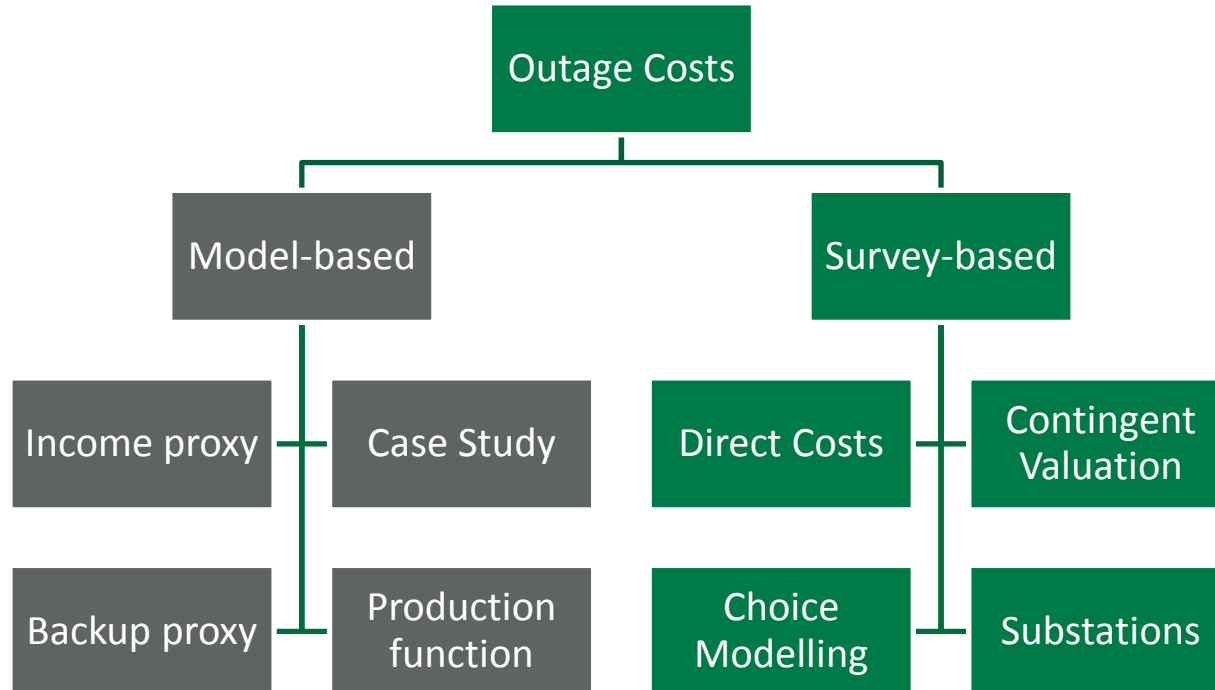 Outage Costs
Model-based
Survey-based
Income proxy
Case Study
Direct Costs
Contingent
Valuation
Backup proxy
Production
function
Choice
Modelling
Substations